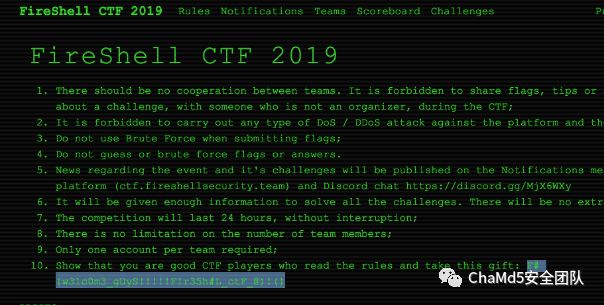 FireShell CTF 2019 Rules Notifications Teams Scoreboard Challenges
FireShell CTF 2019
1. There should be no cooperation between teams. It is forbidden to share flags, tips or
about a challenge, with someone who is not an organizer, during the CTF;
2. It is forbidden to carry out any type of DoS / DDoS attack against the platform and th
3. Do not use Brute Force when submitting flags;
4. Do not guess or brute force flags or answers.
5. News regarding the event and it's challenges will be published on the Notifications me
platform (ctf.fireshellsecurity.team) and Discord chat https://discord.gg/MjX6WXy
6. It will be given enough information to solve all the challenges. There will be no extr
7. The competition will last 24 hours, without interruption;
8. There is no limitation on the number of team members;
9. Only one account per team required;
10. Show that you are good CTF players who read the rules and take this gift:
ChaMd5安全团队